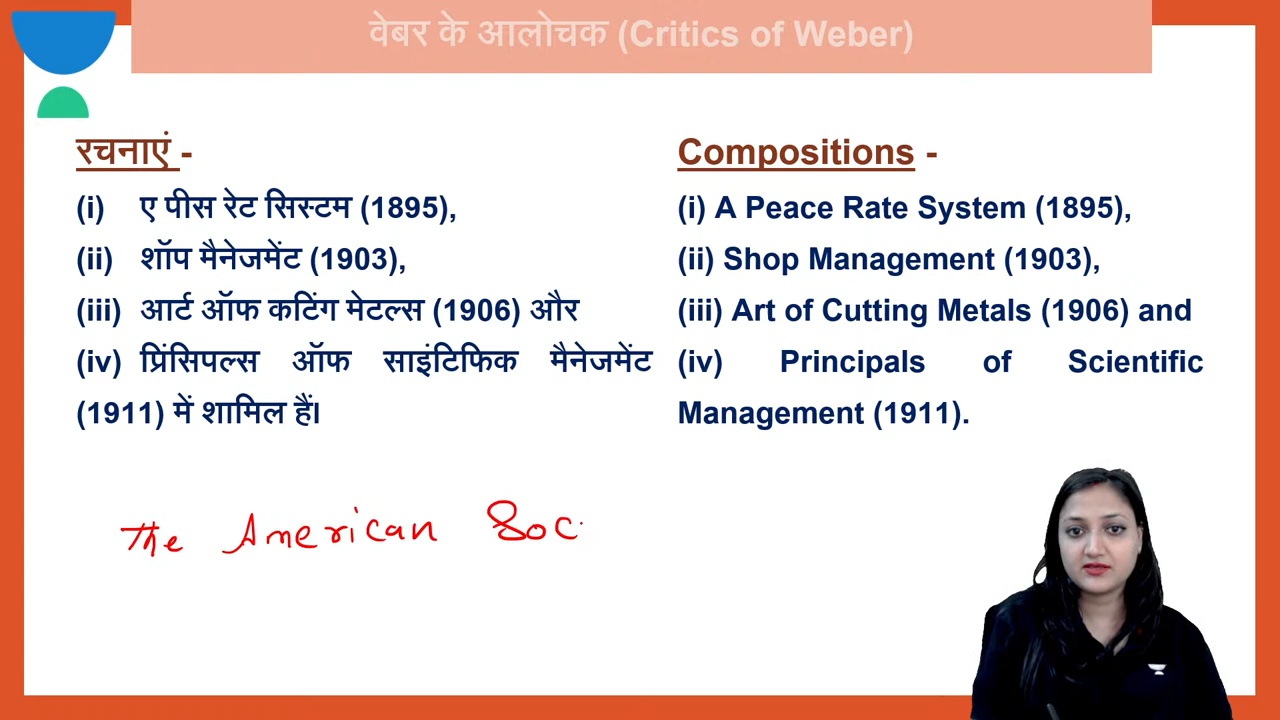 वेबर के आलोचक (Critics of Weber)
रचनाएं -
(i) ए पीस रेट सिस्टम (1895),
(ii) शॉप मैनेजमेंट (1903),
(iii) आर्ट ऑफ कटिंग मेटल्स (1906) और
(iv) प्रिंसिपल्स ऑफ साइंटिफिक मैनेजमेंट
(1911) में शामिल हैं।
Compositions -
(i) A Peace Rate System (1895),
(ii) Shop Management (1903),
(iii) Art of Cutting Metals (1906) and
(iv) Principals of Scientific
Management (1911).
The American Soc